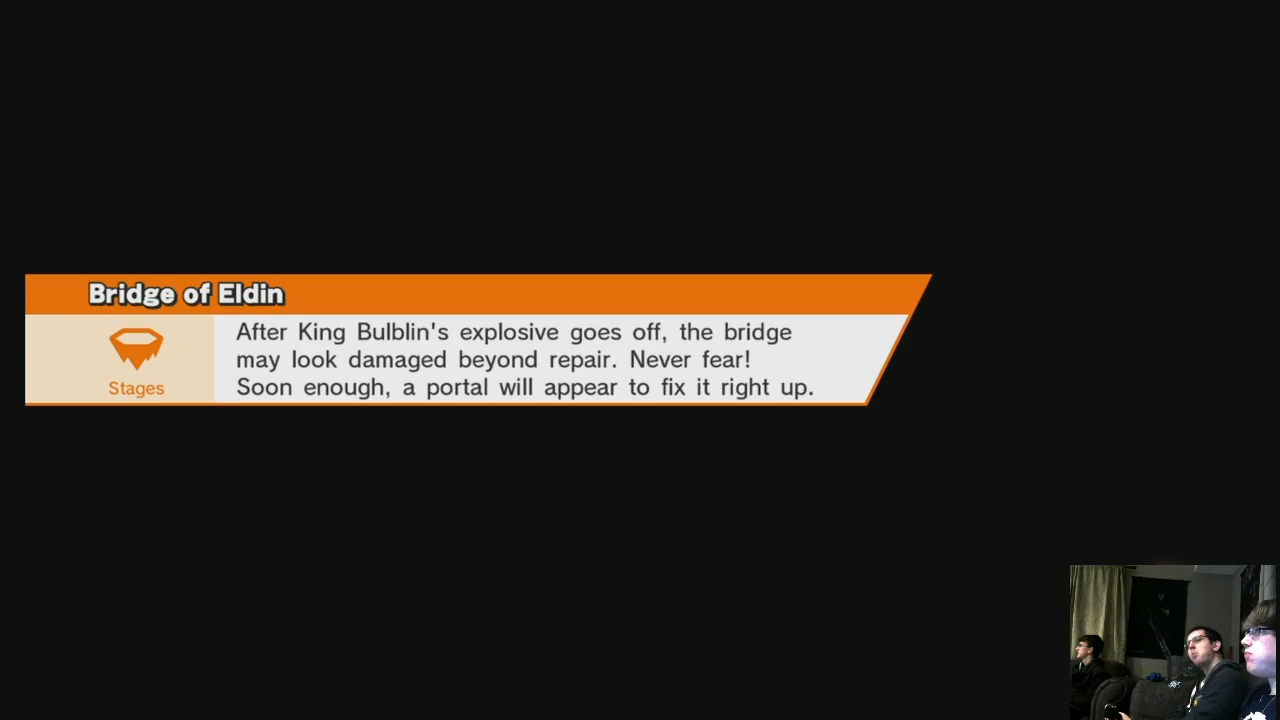 Bridge of Eldin
After King Bulblin's explosive goes off, the bridge
may look damaged beyond repair. Never fear!
Soon enough, a portal will appear to fix it right up.
Stages